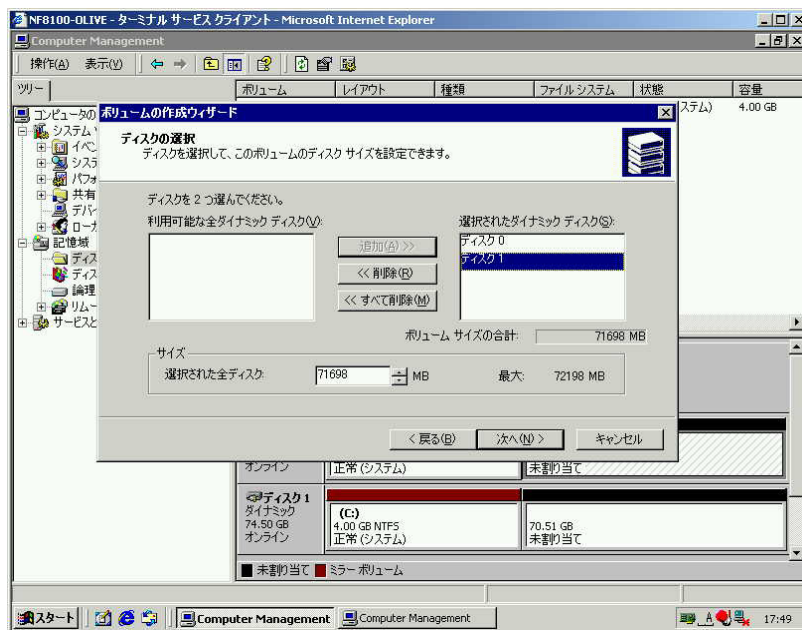 NF8100-OLIVE - ターミナル サービス クライアント - Microsoft Internet Explorer
Computer Management
操作(A) 表示(V)
ツリー
ボリューム レイアウト 種類 ファイル システム 状態 容量
コンピュータの
ステム) 4.00 GB
システム
イベン
システ
パフォ
共有
デバイ
ローカ
記憶域
ディス
ディス
論理
リムー
サービスと
ボリュームの作成ウィザード
ディスクの選択
ディスクを選択して、このボリュームのディスク サイズを設定できます。
ディスクを 2 つ選んでください。
利用可能な全ダイナミック ディスク(V):
選択されたダイナミック ディスク(S):
追加(A) >>
<< 削除(R)
<< すべて削除(M)
ディスク 0
ディスク 1
ボリューム サイズの合計: 71698 MB
サイズ
選択された全ディスク: 71698 MB 最大: 72198 MB
< 戻る(B) 次へ(N) > キャンセル
オンライン 正常 (システム) 未割り当て
ディスク 1
ダイナミック
74.50 GB
オンライン
(C:)
4.00 GB NTFS
正常 (システム)
70.51 GB
未割り当て
未割り当て ミラー ボリューム
スタート Computer Management Computer Management A 17:49